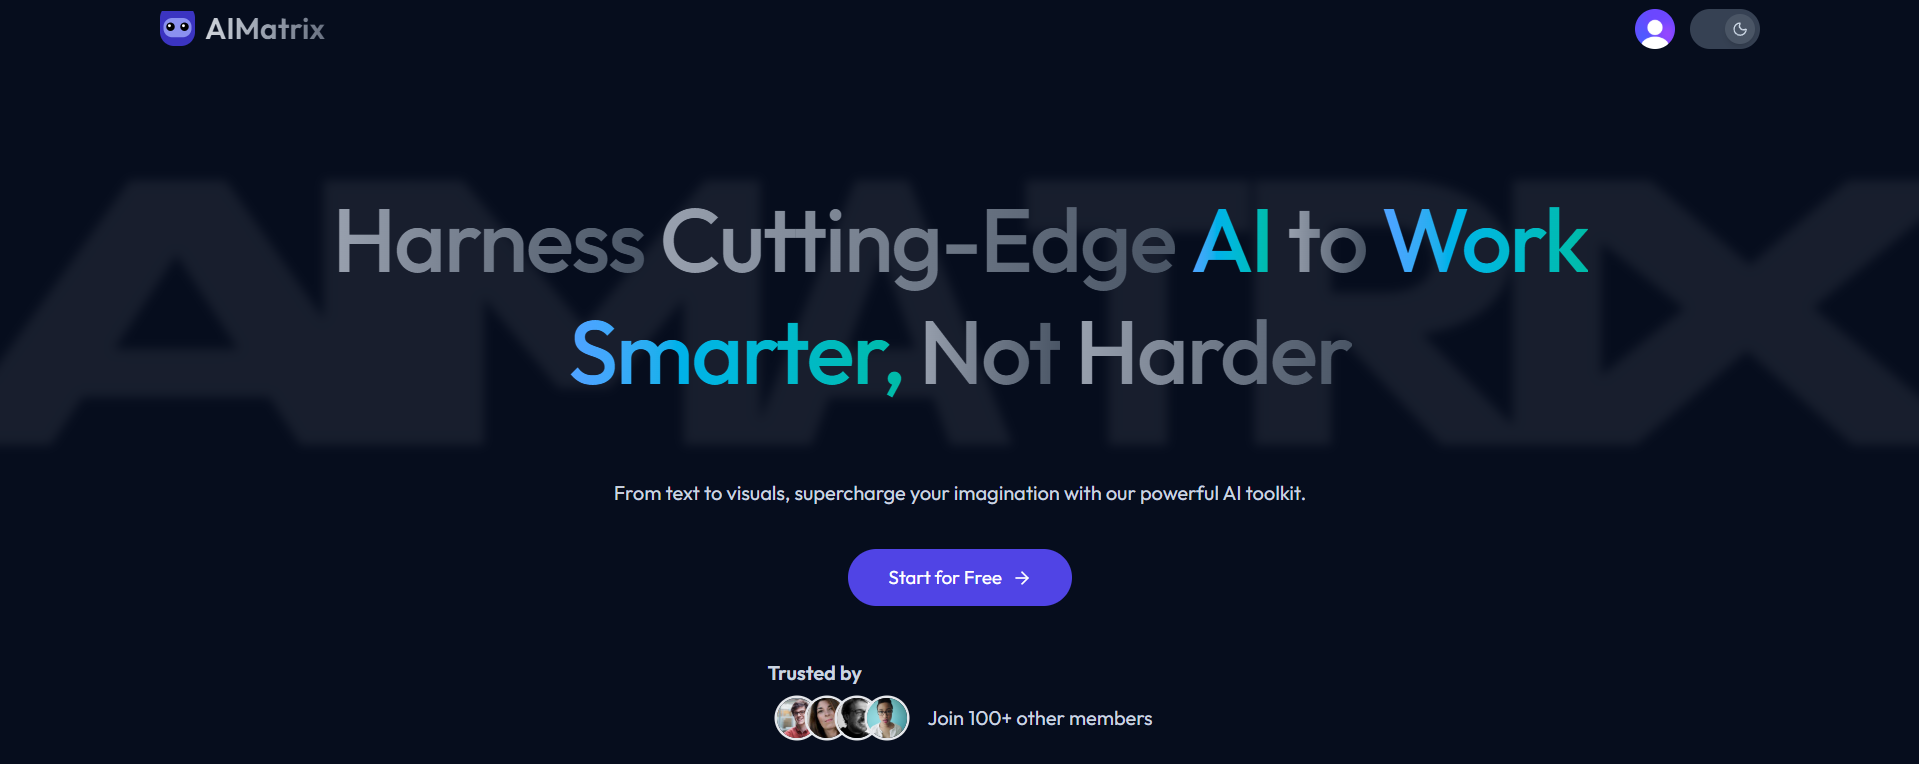 AIMatrix
AIMATRIX
Harness Cutting-Edge AI to Work
Smarter, Not Harder
From text to visuals, supercharge your imagination with our powerful AI toolkit.
Start for Free
Trusted by
Join 100+ other members